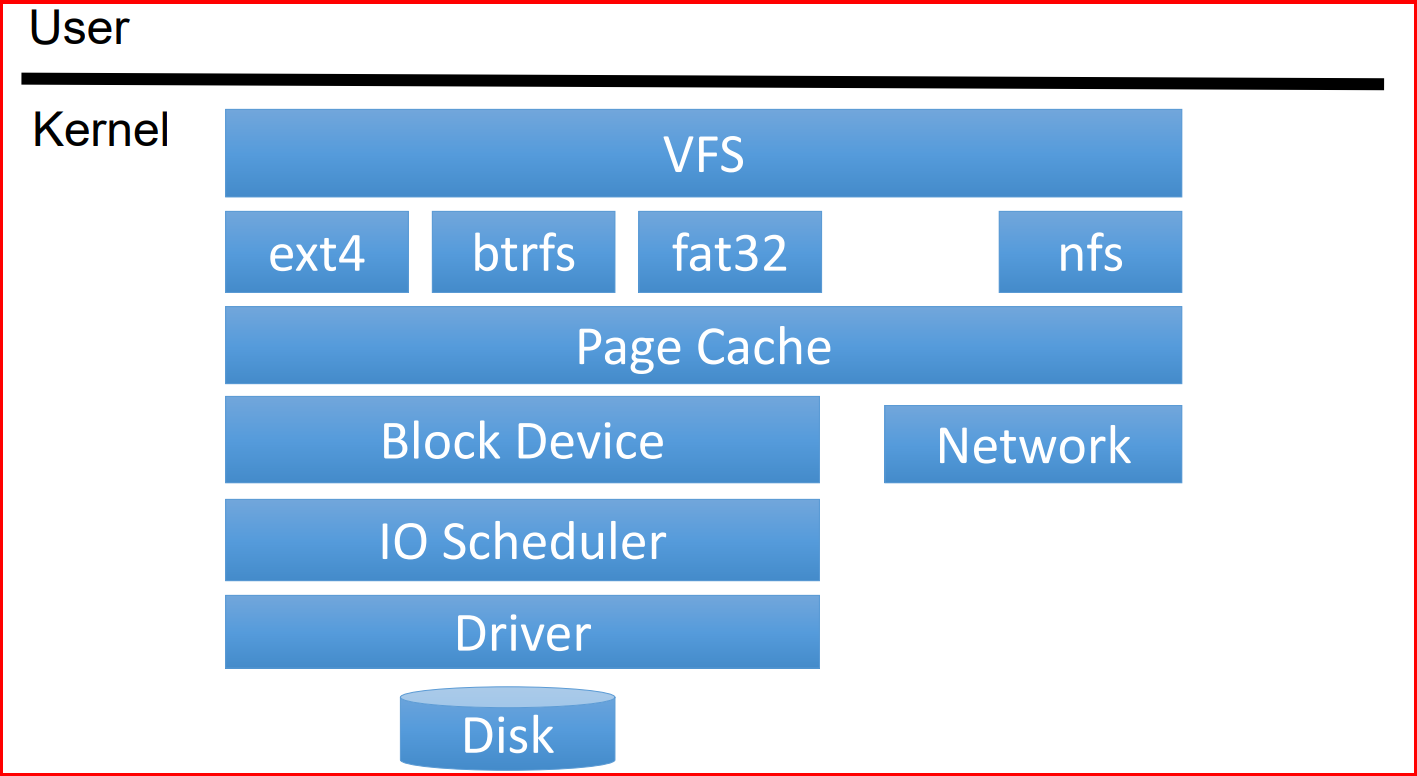 User
Kernel
VFS
ext4
btrfs
fat32
nfs
Page Cache
Block Device
Network
IO Scheduler
Driver
Disk